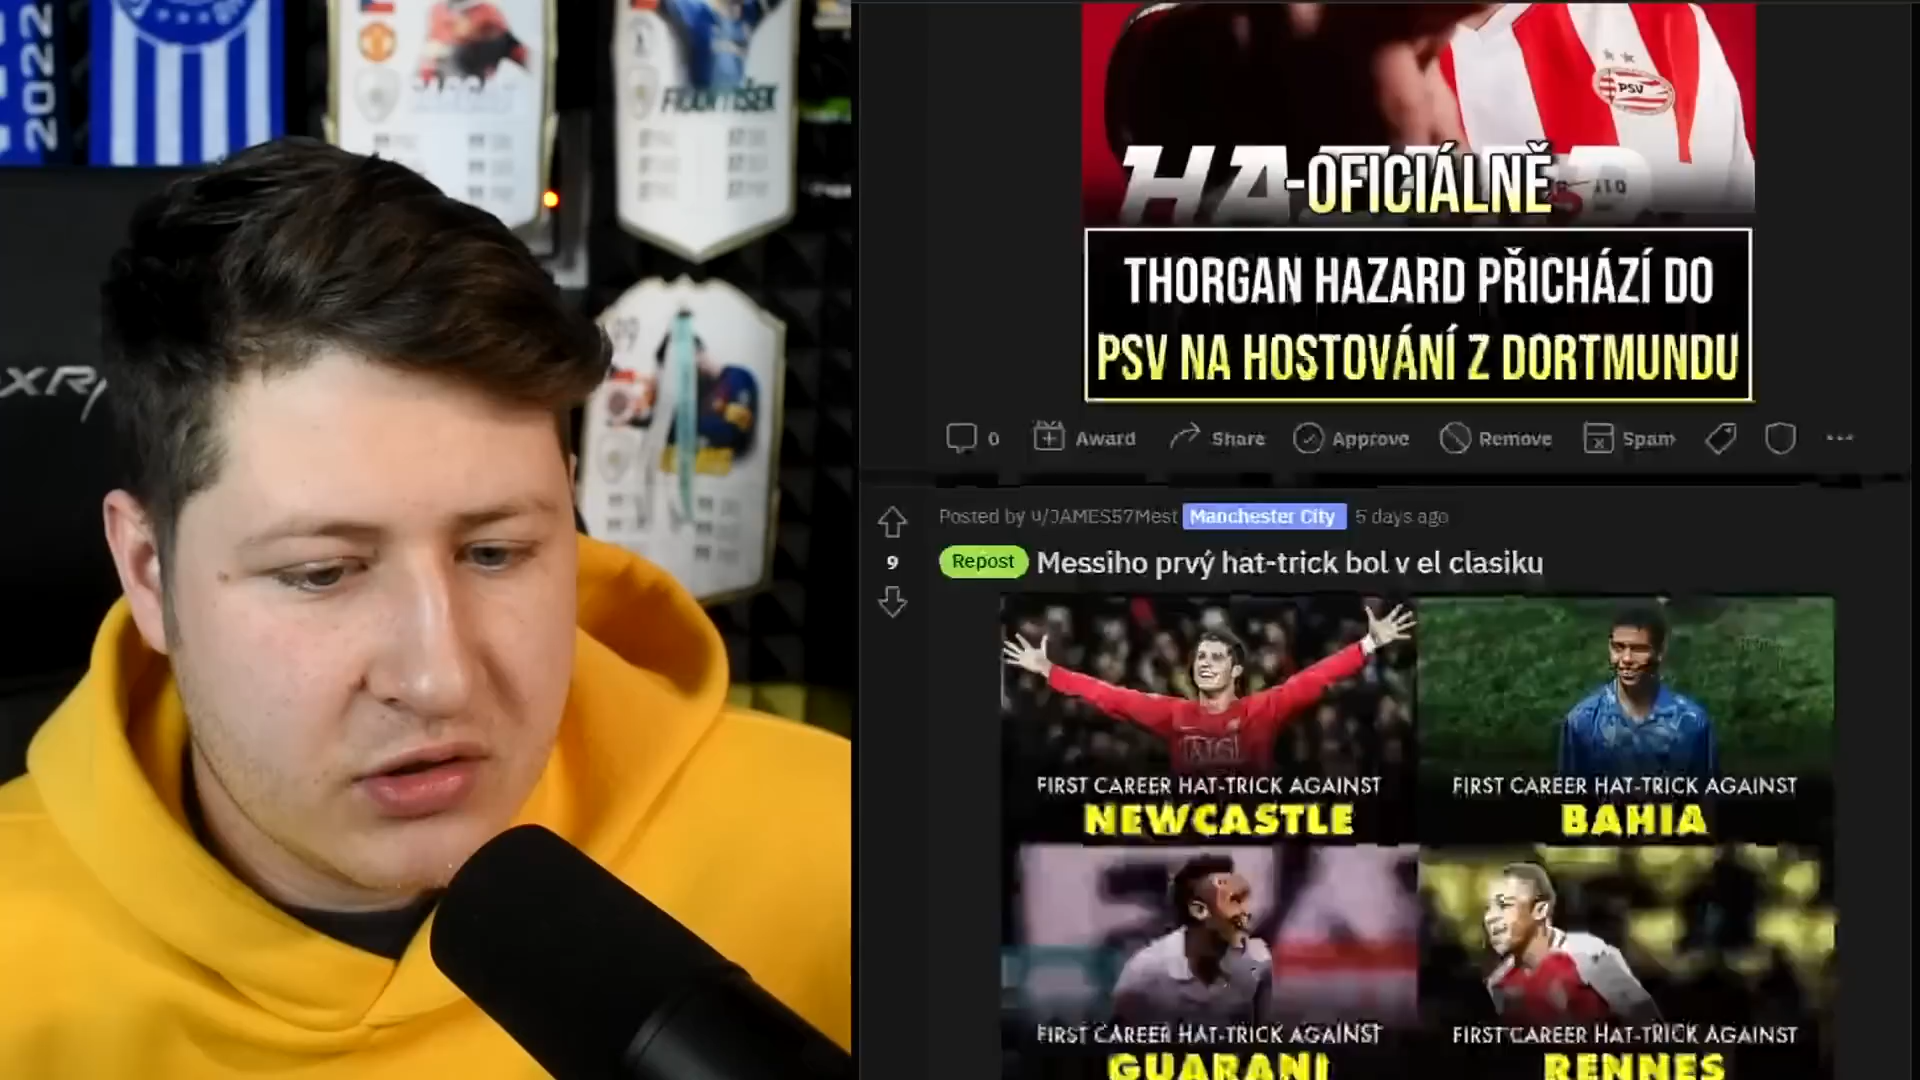 2022
FRANTIŠEK
99
PSV
-OFICIÁLNĚ
THORGAN HAZARD PŘICHÁZÍ DO
PSV NA HOSTOVÁNÍ Z DORTMUNDU
0 Award Share Approve Remove Spam
Posted by u/JAMES57Mest Manchester City 5 days ago
9
Repost Messiho prvý hat-trick bol v el clasiku
AIG
FIRST CAREER HAT-TRICK AGAINST
NEWCASTLE
FIRST CAREER HAT-TRICK AGAINST
BAHIA
FIRST CAREER HAT-TRICK AGAINST
GUARANI
FIRST CAREER HAT-TRICK AGAINST
RENNES